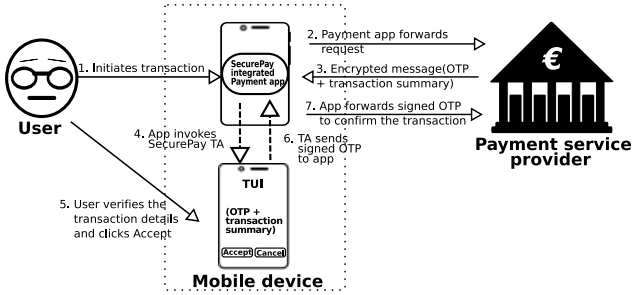 2. Payment app forwards
request
SecurePay
integrated
Payment app
€
1. Initiates transaction
3. Encrypted message(OTP
+ transaction summary)
7. App forwards signed OTP
to confirm the transaction
User
4. App invokes
SecurePay TA
6. TA sends
signed OTP
to app
Payment service
provider
TUI
5. User verifies the
transaction details
and clicks Accept
(OTP +
transaction
summary)
Accept Cancel
Mobile device